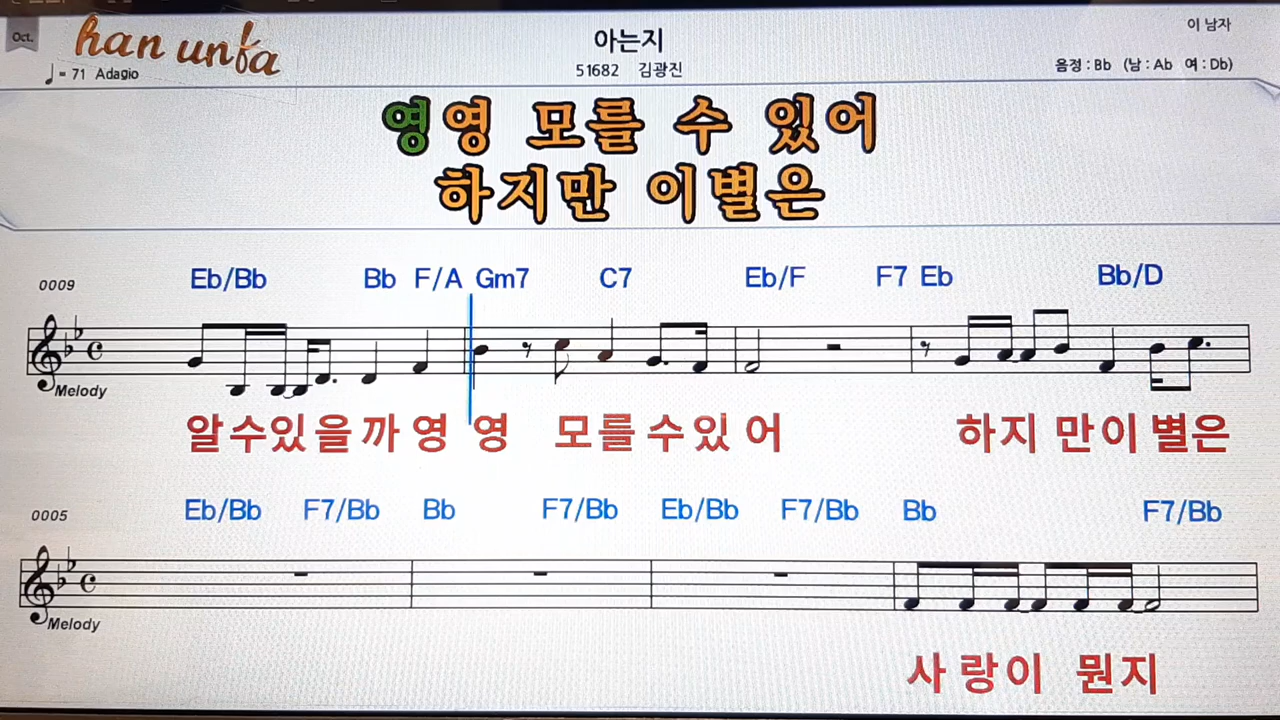 Oct.
han unfa
아는지
이 남자
♩= 71 Adagio
51682 김광진
음정 : Bb (남 : Ab 여 : Db)
영영 모를 수 있어
하지만 이별은
0009
Eb/Bb Bb F/A Gm7 C7 Eb/F F7 Eb Bb/D
Melody
알수있을까영영 모를수있어 하지만이별은
0005
Eb/Bb F7/Bb Bb F7/Bb Eb/Bb F7/Bb Bb F7/Bb
Melody
사랑이 뭔지